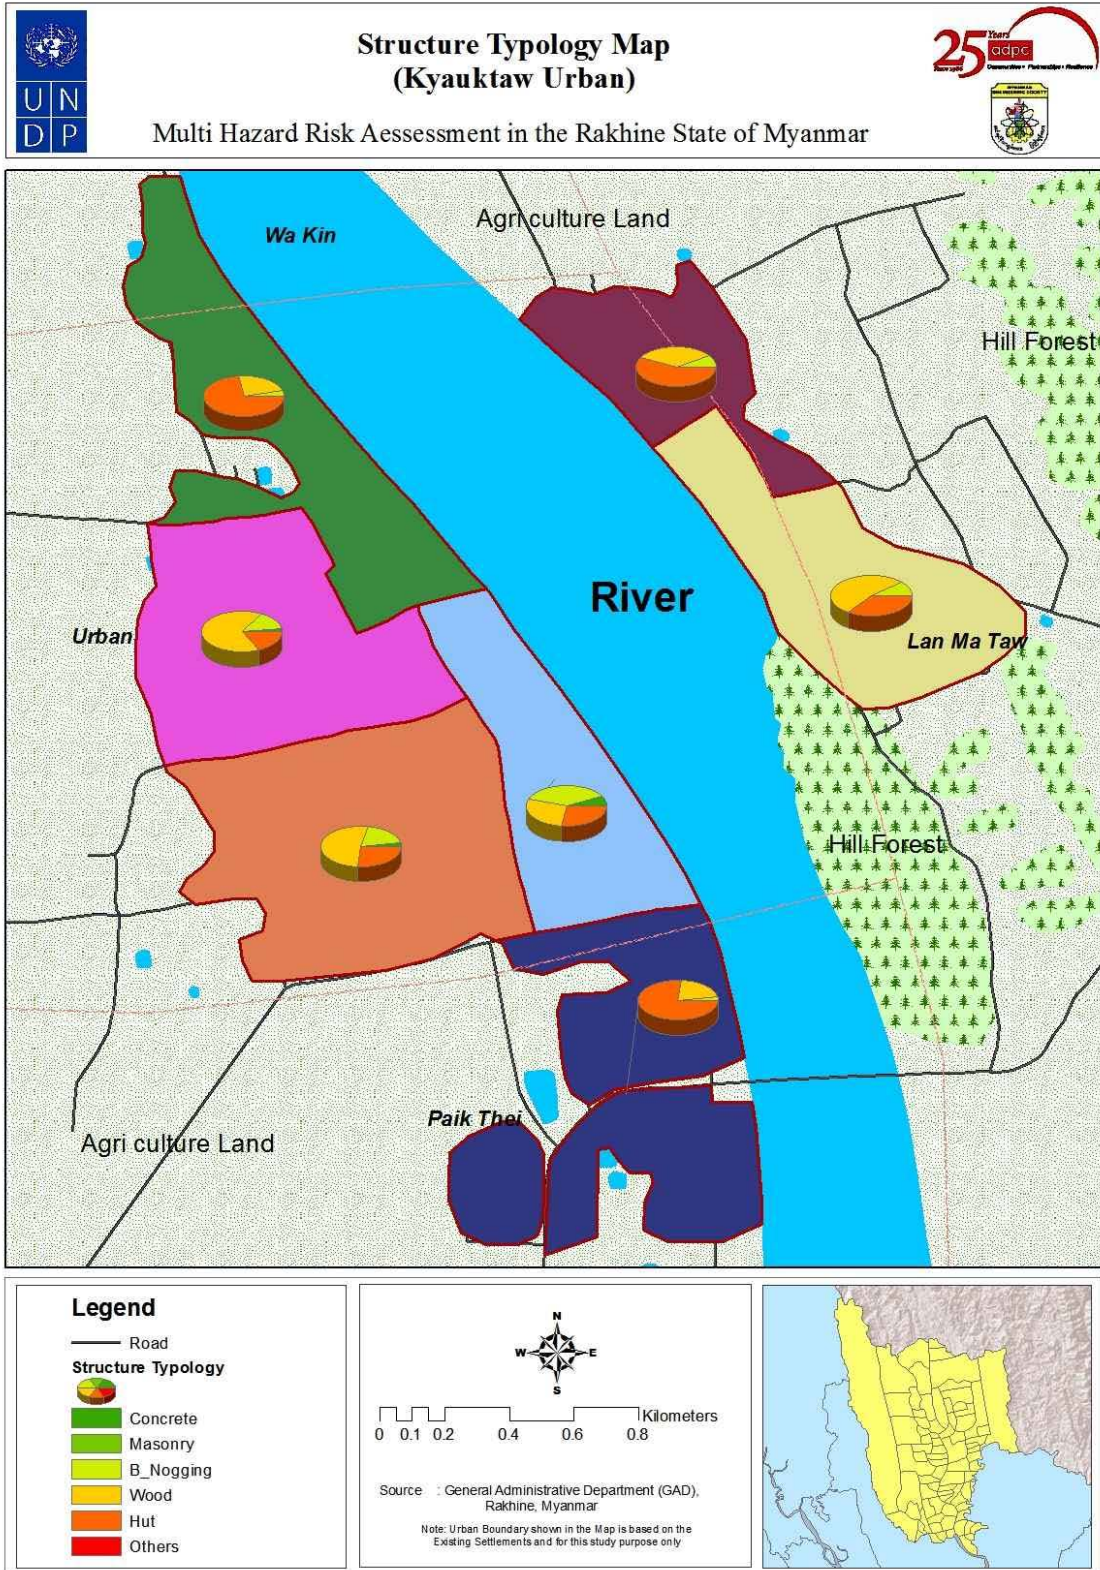 U N
D P
Structure Typology Map
(Kyauktaw Urban)
Multi Hazard Risk Aessessment in the Rakhine State of Myanmar
25 Years
adpc
Agri culture Land
Wa Kin
Hill Forest
River
Urban
Lan Ma Taw
Hill Forest
Paik Thei
Agri culture Land
Legend
Road
Structure Typology
Concrete
Masonry
B_Nogging
Wood
Hut
Others
N
W E
S
Kilometers
0 0.1 0.2 0.4 0.6 0.8
Source : General Administrative Department (GAD),
Rakhine, Myanmar
Note: Urban Boundary shown in the Map is based on the
Existing Settlements and for this study purpose only